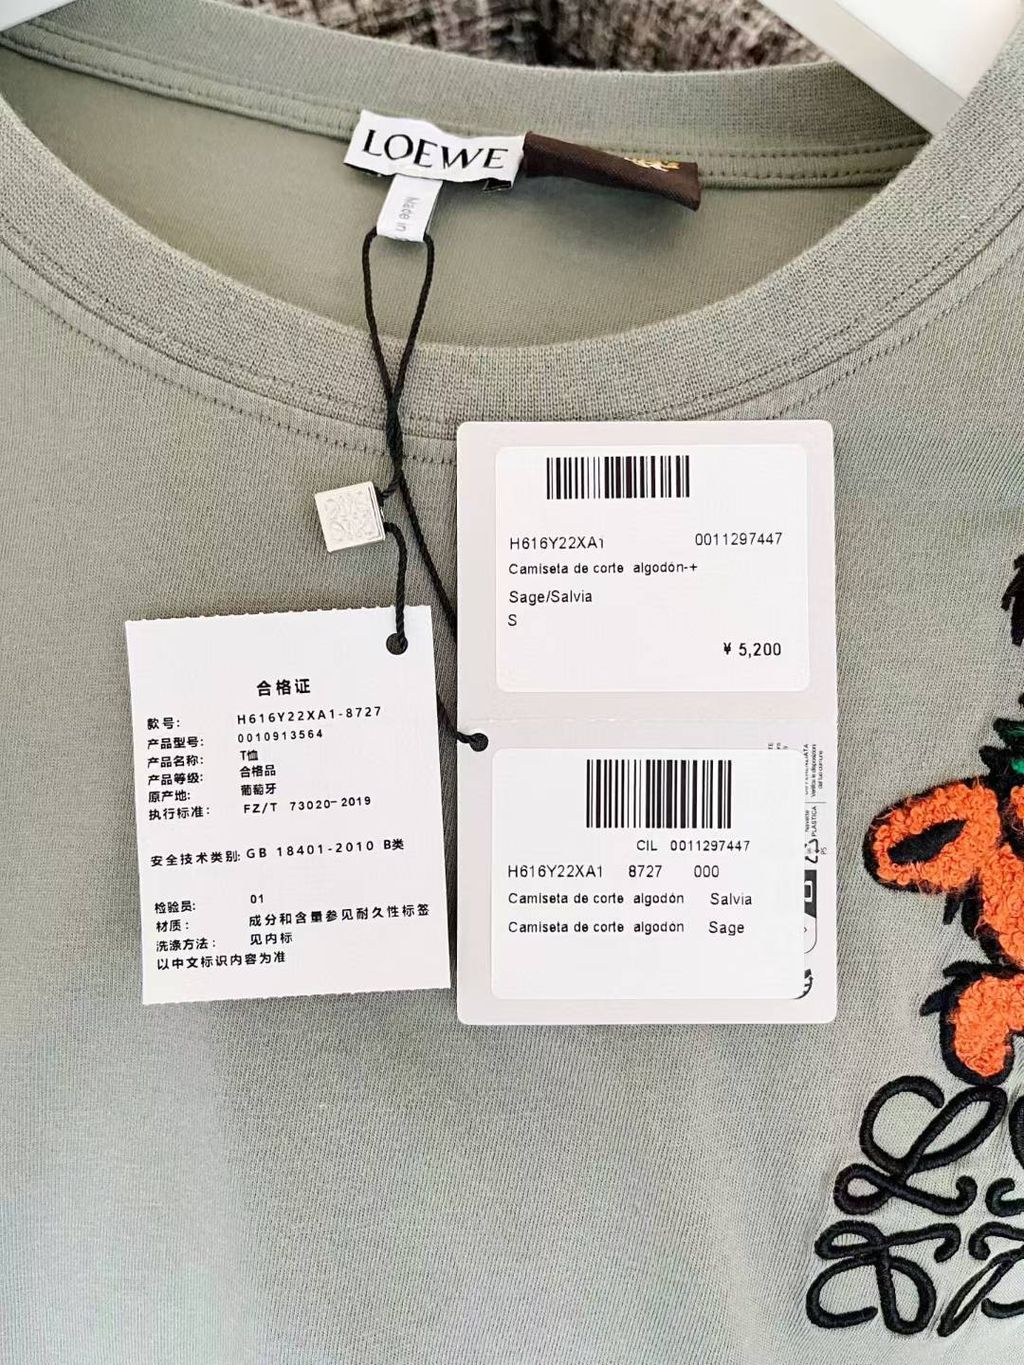 LOEWE
Made in
H616Y22XA1 0011297447
Camiseta de corte algodón-+
Sage/Salvia
S
¥ 5,200
合格证
款号: H616Y22XA1-8727
产品型号: 0010913564
产品名称: T恤
产品等级: 合格品
原产地: 葡萄牙
执行标准: FZ/T 73020-2019
安全技术类别: GB 18401-2010 B类
检验员: 01
材质: 成分和含量参见耐久性标签
洗涤方法: 见内标
以中文标识内容为准
CIL 0011297447
H616Y22XA1 8727 000
Camiseta de corte algodón Salvia
Camiseta de corte algodón Sage
PLASTICA